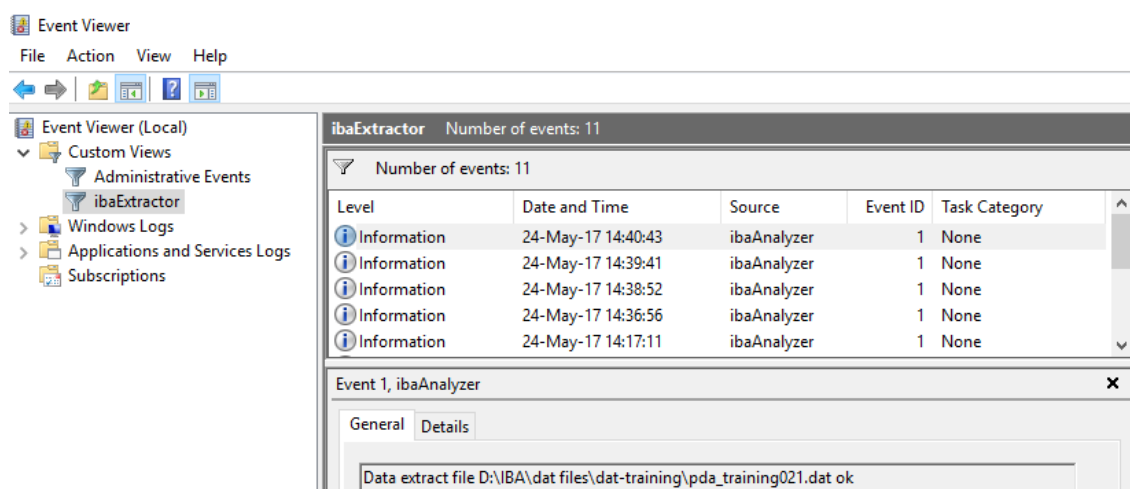 Event Viewer
File Action View Help
Event Viewer (Local)
Custom Views
Administrative Events
ibaExtractor
Windows Logs
Applications and Services Logs
Subscriptions
ibaExtractor Number of events: 11
Number of events: 11
Level Date and Time Source Event ID Task Category
Information 24-May-17 14:40:43 ibaAnalyzer 1 None
Information 24-May-17 14:39:41 ibaAnalyzer 1 None
Information 24-May-17 14:38:52 ibaAnalyzer 1 None
Information 24-May-17 14:36:56 ibaAnalyzer 1 None
Information 24-May-17 14:17:11 ibaAnalyzer 1 None
Event 1, ibaAnalyzer
General Details
Data extract file D:\IBA\dat files\dat-training\pda_training021.dat ok